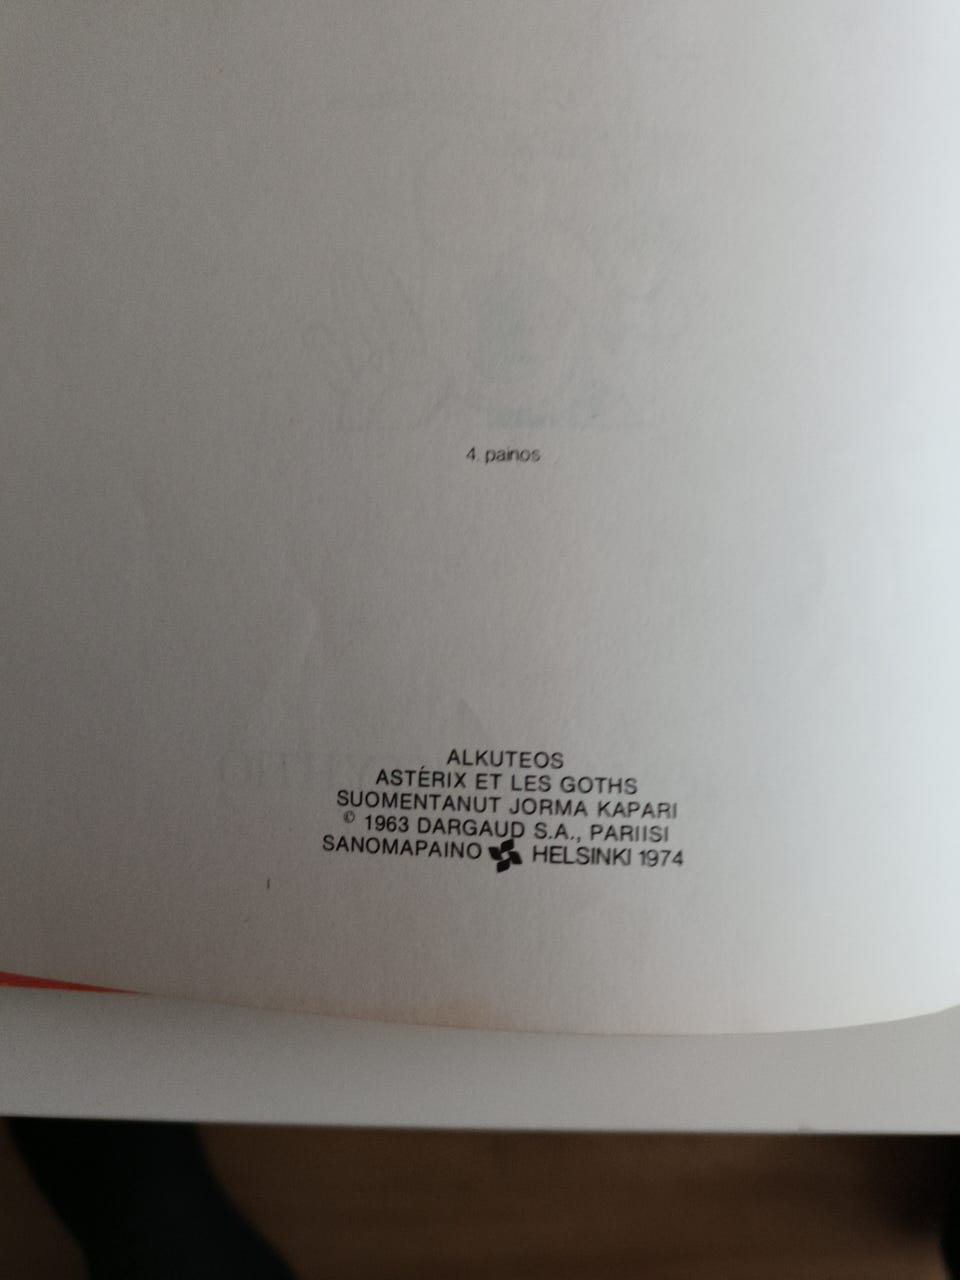 4. painos
ALKUTEOS
ASTÉRIX ET LES GOTHS
SUOMENTANUT JORMA KAPARI
© 1963 DARGAUD S.A., PARIISI
SANOMAPAINO HELSINKI 1974